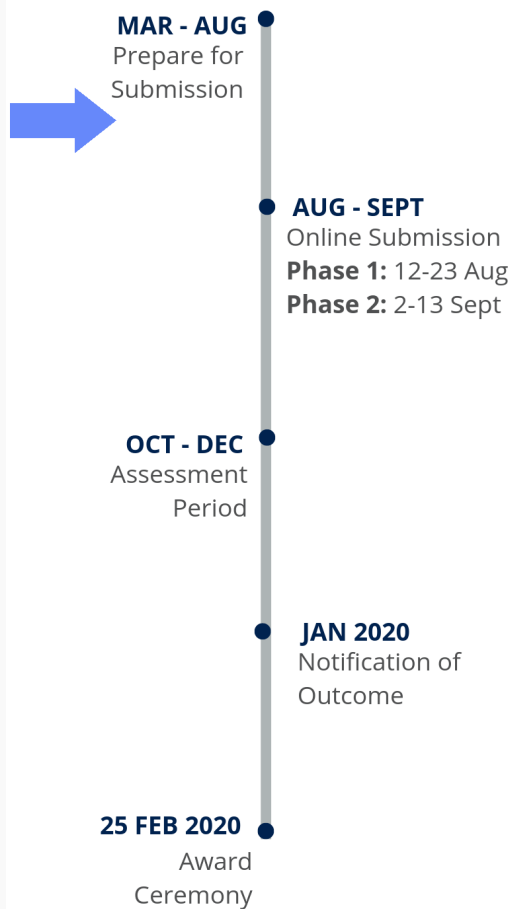 MAR - AUG
Prepare for
Submission
AUG - SEPT
Online Submission
Phase 1: 12-23 Aug
Phase 2: 2-13 Sept
OCT - DEC
Assessment
Period
JAN 2020
Notification of
Outcome
25 FEB 2020
Award
Ceremony